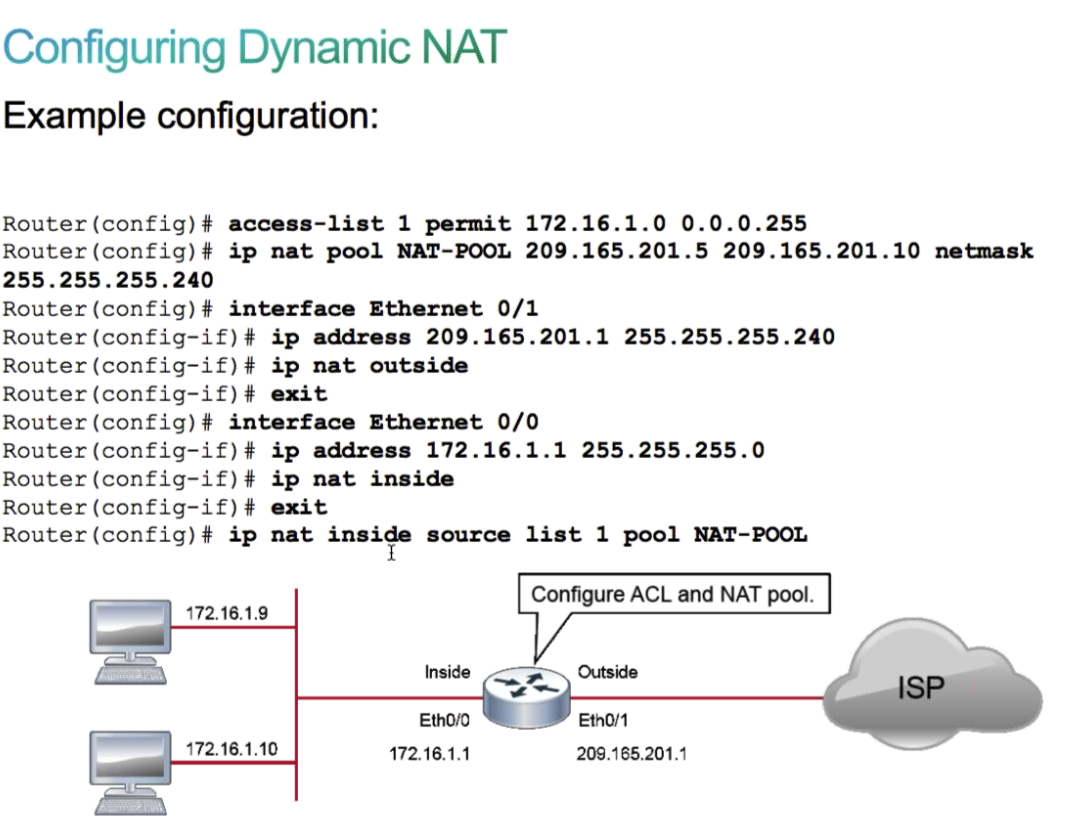 Configuring Dynamic NAT
Example configuration:
Router(config)# access-list 1 permit 172.16.1.0 0.0.0.255
Router(config)# ip nat pool NAT-POOL 209.165.201.5 209.165.201.10 netmask
255.255.255.240
Router(config)# interface Ethernet 0/1
Router(config-if)# ip address 209.165.201.1 255.255.255.240
Router(config-if)# ip nat outside
Router(config-if)# exit
Router(config)# interface Ethernet 0/0
Router(config-if)# ip address 172.16.1.1 255.255.255.0
Router(config-if)# ip nat inside
Router(config-if)# exit
Router(config)# ip nat inside source list 1 pool NAT-POOL
Configure ACL and NAT pool.
172.16.1.9
Inside
Outside
ISP
Eth0/0
Eth0/1
172.16.1.10
172.16.1.1
209.165.201.1